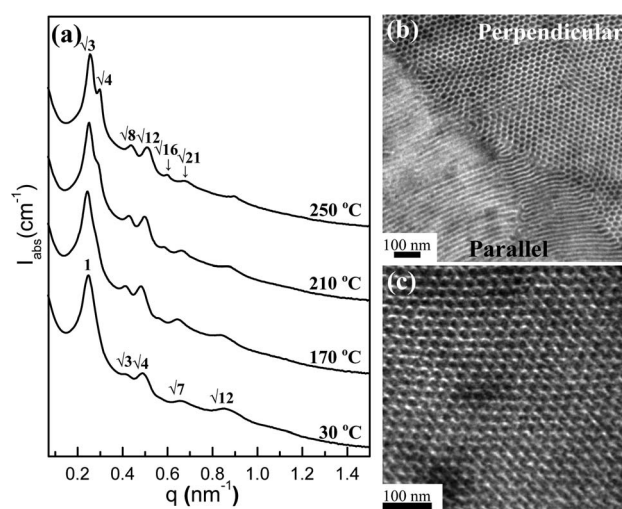 (a)
√3
√4
√8
√12
√16
√21
250 °C
210 °C
170 °C
1
√3
√4
√7
√12
30 °C
I_abs(cm⁻¹)
0.2 0.4 0.6 0.8 1.0 1.2 1.4
q (nm⁻¹)
(b)
Perpendicular
Parallel
100 nm
(c)
100 nm